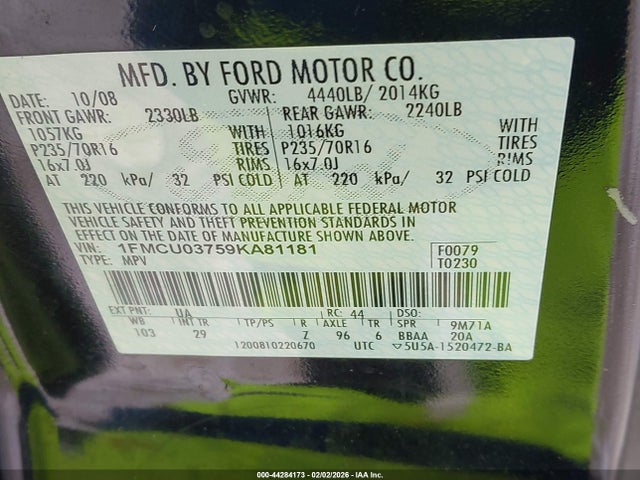 MFD. BY FORD MOTOR CO.
DATE: 10/08 GVWR: 4440LB/ 2014KG
FRONT GAWR: 2330LB REAR GAWR: 2240LB
1057KG WITH 1016KG WITH
P235/70R16 TIRES P235/70R16 TIRES
16x7.0J RIMS 16x7.0J RIMS
AT 220 kPa/ 32 PSI COLD AT 220 kPa/ 32 PSI COLD
THIS VEHICLE CONFORMS TO ALL APPLICABLE FEDERAL MOTOR
VEHICLE SAFETY AND THEFT PREVENTION STANDARDS IN
EFFECT ON THE DATE OF MANUFACTURE SHOWN ABOVE.
VIN: 1FMCU03759KA81181 F0079
TYPE: MPV T0230
EXT PNT: UA RC: 44 DSO:
WB INT TR TP/PS R AXLE TR SPR 9M71A
103 29 Z 96 6 BBAA 20A
1200810220670 UTC 5U5A-1520472-BA
000-44284173 - 02/02/2026 - IAA Inc.